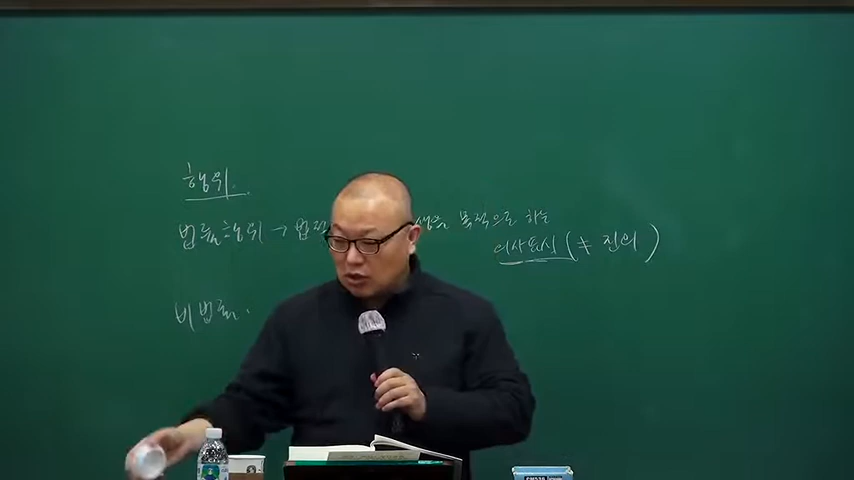 행위
법률행위 → 법적 목적으로 하는
의사표시 (≠ 진의)
비법률